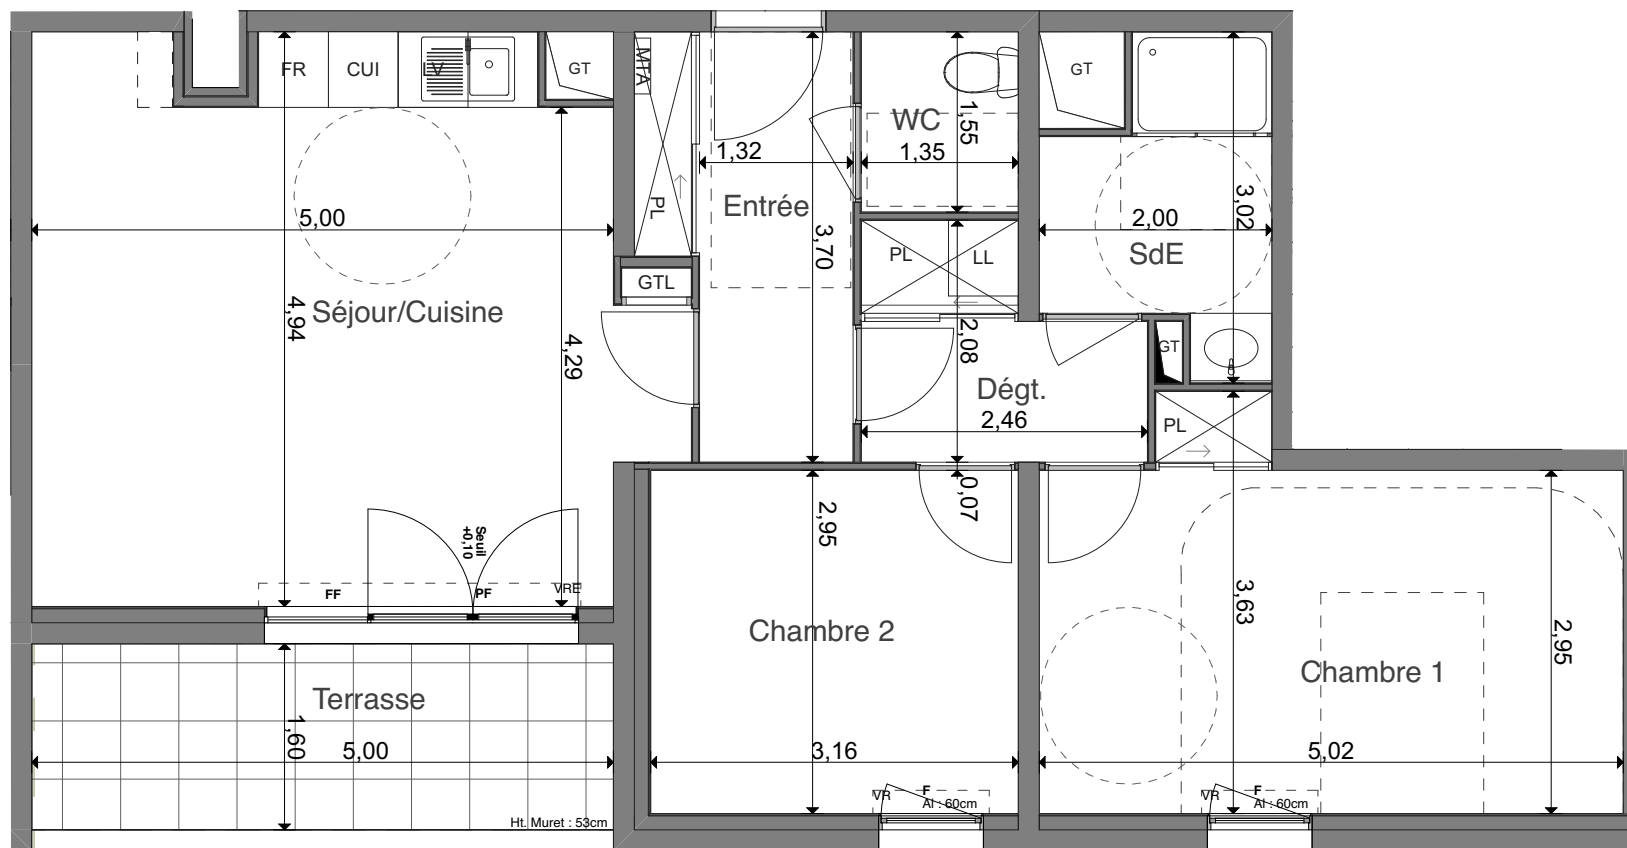 FR
CUI
LV
GT
MTA
PL
1,32
Entrée
3,70
WC
1,55
1,35
GT
3,02
2,00
SdE
5,00
4,94
Séjour/Cuisine
4,29
GTL
PL
LL
2,08
Dégt.
2,46
GT
PL
0,07
2,95
Chambre 2
3,16
VR
F
Al : 60cm
3,63
2,95
Chambre 1
5,02
VR
F
Al : 60cm
Seuil
+0,10
FF
PF
VRE
Terrasse
1,60
5,00
Ht. Muret : 53cm